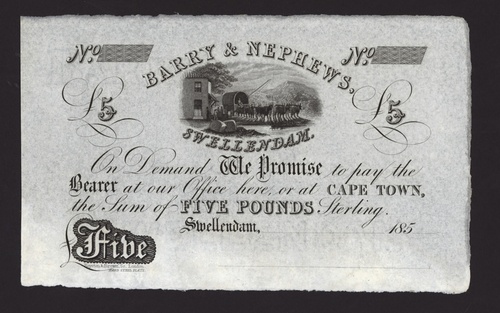 No No
BARRY & NEPHEWS.
£5 £5
SWELLENDAM.
On Demand We Promise to pay the
Bearer at our Office here, or at CAPE TOWN,
the Sum of FIVE POUNDS Sterling.
Swellendam, 185
Five